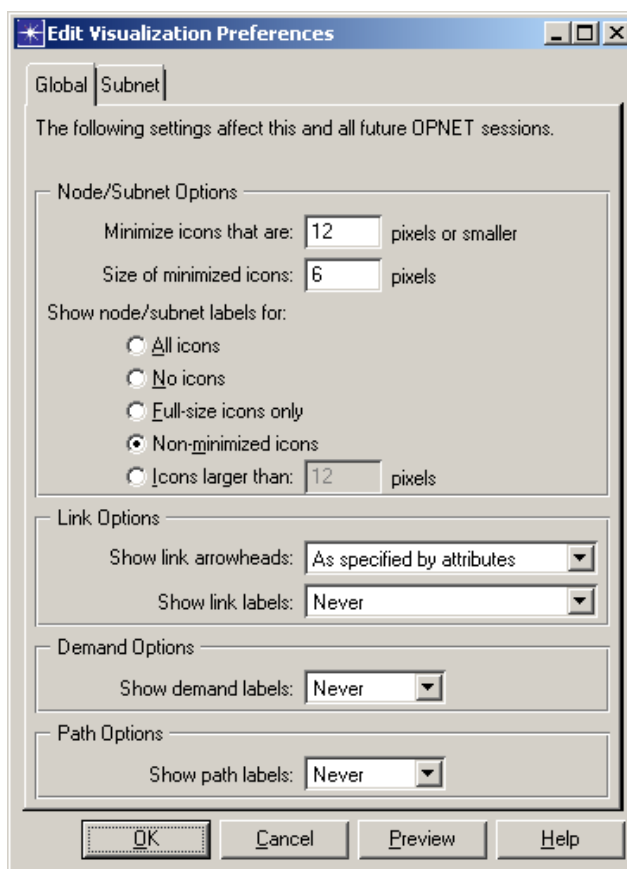 Edit Visualization Preferences
Global Subnet
The following settings affect this and all future OPNET sessions.
Node/Subnet Options
Minimize icons that are: 12 pixels or smaller
Size of minimized icons: 6 pixels
Show node/subnet labels for:
All icons
No icons
Full-size icons only
Non-minimized icons
Icons larger than: 12 pixels
Link Options
Show link arrowheads: As specified by attributes
Show link labels: Never
Demand Options
Show demand labels: Never
Path Options
Show path labels: Never
OK Cancel Preview Help